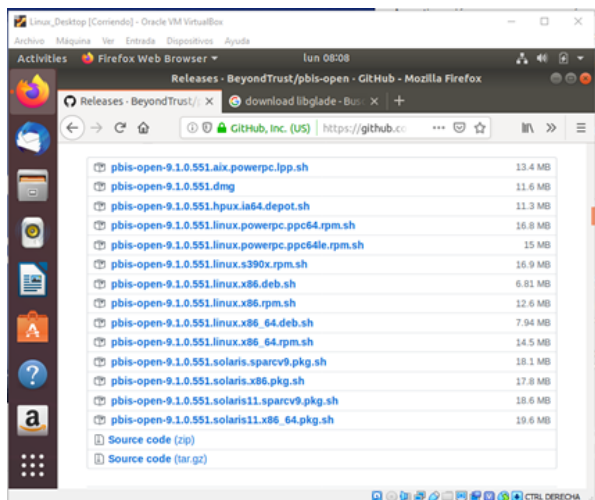 Linux_Desktop [Corriendo] - Oracle VM VirtualBox
Archivo Máquina Ver Entrada Dispositivos Ayuda
Activities Firefox Web Browser lun 08:08
Releases · BeyondTrust/pbis-open · GitHub - Mozilla Firefox
Releases · BeyondTrust/ download libglade - Bus
GitHub, Inc. (US) https://github.co
pbis-open-9.1.0.551.aix.powerpc.lpp.sh 13.4 MB
pbis-open-9.1.0.551.dmg 11.6 MB
pbis-open-9.1.0.551.hpux.ia64.depot.sh 11.3 MB
pbis-open-9.1.0.551.linux.powerpc.ppc64.rpm.sh 16.8 MB
pbis-open-9.1.0.551.linux.powerpc.ppc64le.rpm.sh 15 MB
pbis-open-9.1.0.551.linux.s390x.rpm.sh 16.9 MB
pbis-open-9.1.0.551.linux.x86.deb.sh 6.81 MB
pbis-open-9.1.0.551.linux.x86.rpm.sh 12.6 MB
pbis-open-9.1.0.551.linux.x86_64.deb.sh 7.94 MB
pbis-open-9.1.0.551.linux.x86_64.rpm.sh 14.5 MB
pbis-open-9.1.0.551.solaris.sparcv9.pkg.sh 18.1 MB
pbis-open-9.1.0.551.solaris.x86.pkg.sh 17.8 MB
pbis-open-9.1.0.551.solaris11.sparcv9.pkg.sh 18.6 MB
pbis-open-9.1.0.551.solaris11.x86_64.pkg.sh 19.6 MB
Source code (zip)
Source code (tar.gz)
CTRL DERECHA